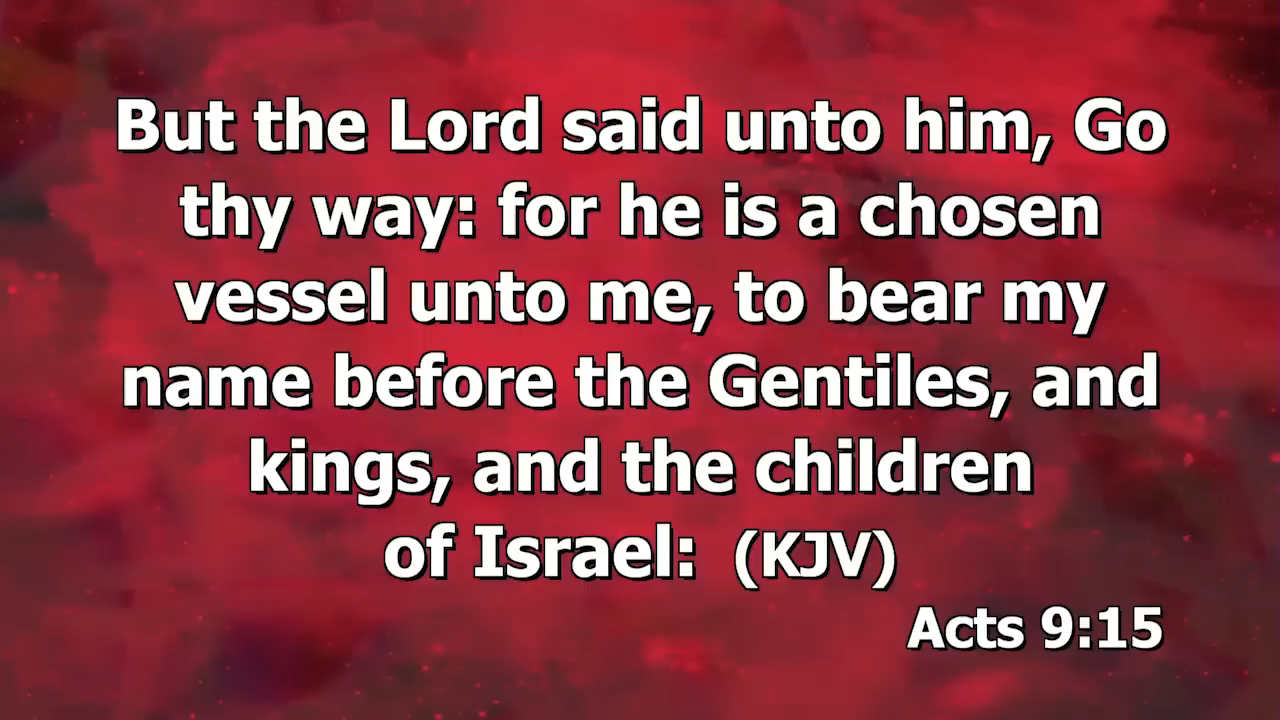 But the Lord said unto him, Go
thy way: for he is a chosen
vessel unto me, to bear my
name before the Gentiles, and
kings, and the children
of Israel: (KJV)
Acts 9:15